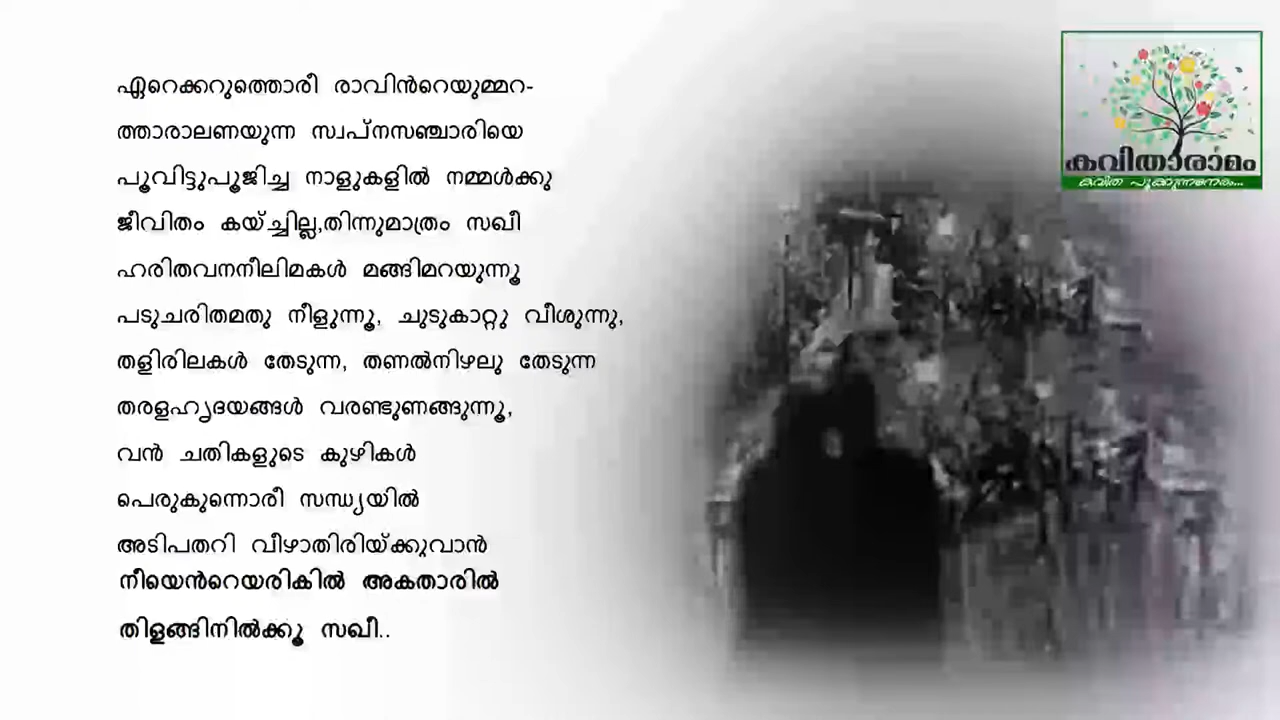 ഏറെക്കറുത്തൊരീ രാവിൻറെയുമ്മറ-
ത്താരാലണയുന്ന സ്വപ്നസഞ്ചാരിയെ
പൂവിട്ടുപൂജിച്ച നാളുകളിൽ നമ്മൾക്കു
ജീവിതം കയ്ച്ചില്ല,തിന്നുമാത്രം സഖീ
ഹരിതവനനീലിമകൾ മങ്ങിമറയുന്നൂ
പടുചരിതമതു നീളുന്നൂ, ചുടുകാറ്റു വീശുന്നു,
തളിരിലകൾ തേടുന്ന, തണൽനിഴലു തേടുന്ന
തരളഹൃദയങ്ങൾ വരണ്ടുണങ്ങുന്നൂ,
വൻ ചതികളുടെ കുഴികൾ
പെരുകുന്നൊരീ സന്ധ്യയിൽ
അടിപതറി വീഴാതിരിയ്ക്കുവാൻ
നീയെൻറെയരികിൽ അകതാരിൽ
തിളങ്ങിനിൽക്കൂ സഖീ..
കവിതാരാമം
കവിത പൂക്കുന്നനേരം...